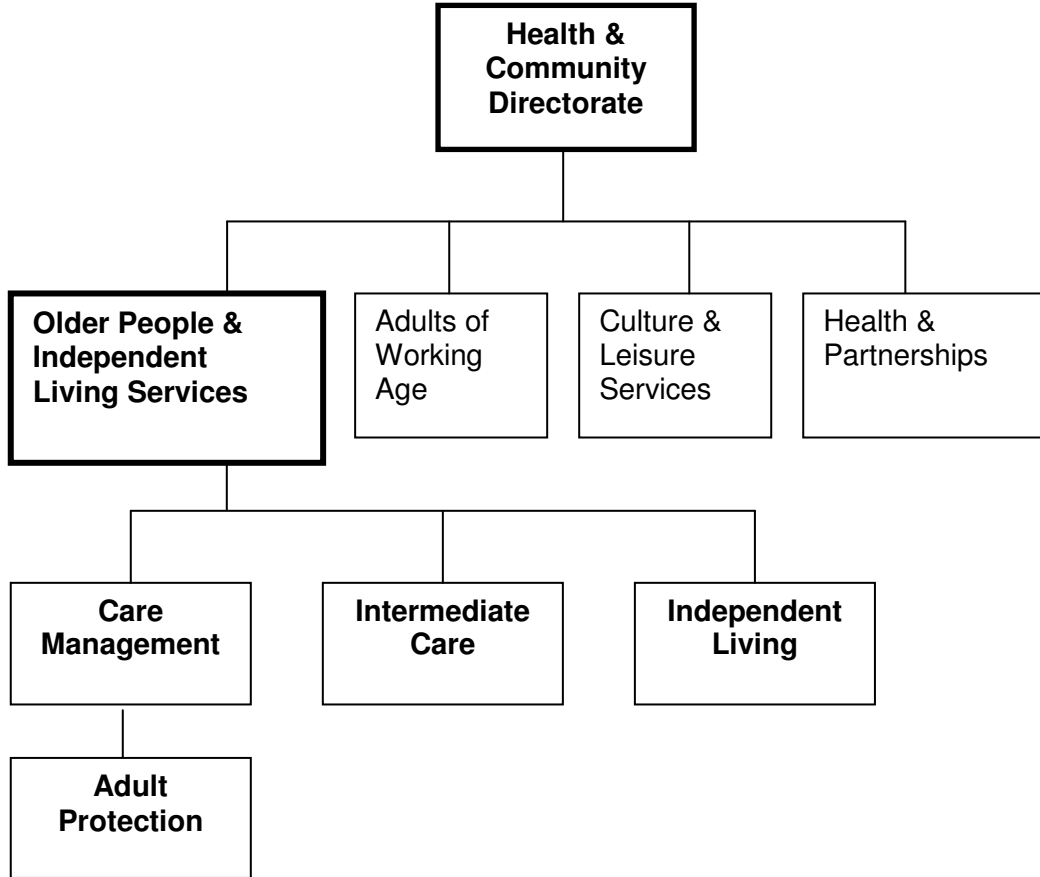 Health &
Community
Directorate
Older People &
Independent
Living Services
Adults of
Working
Age
Culture &
Leisure
Services
Health &
Partnerships
Care
Management
Intermediate
Care
Independent
Living
Adult
Protection